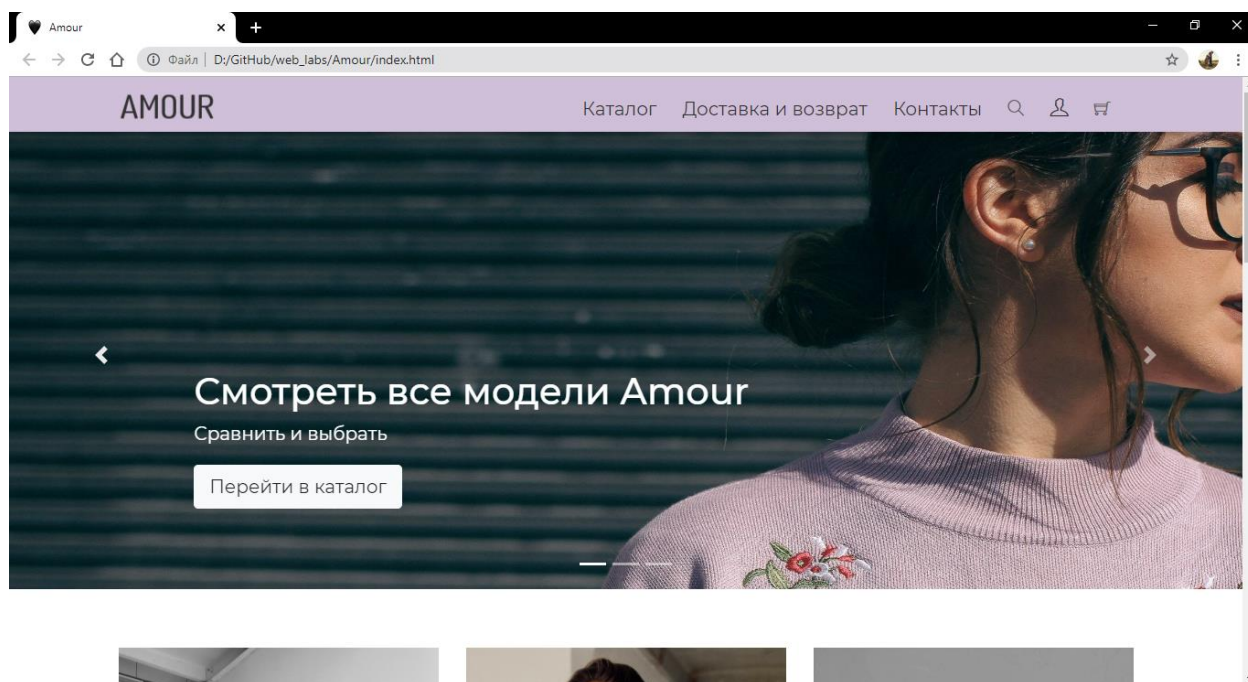 Amour
Файл | D:/GitHub/web_labs/Amour/index.html
AMOUR Каталог Доставка и возврат Контакты
Смотреть все модели Amour
Сравнить и выбрать
Перейти в каталог